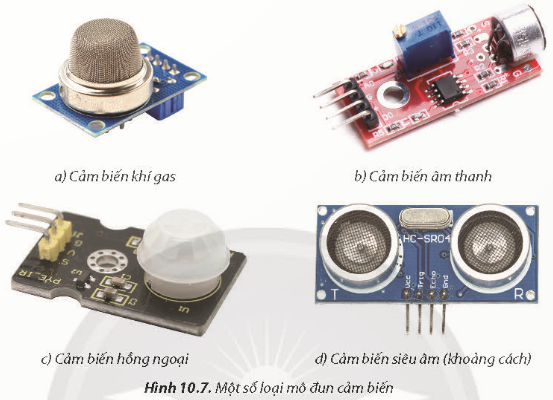 a) Cảm biến khí gas
b) Cảm biến âm thanh
HC-SR04
T
Vcc
Trig
Echo
Gnd
R
U1
c) Cảm biến hồng ngoại
d) Cảm biến siêu âm (khoảng cách)
Hình 10.7. Một số loại mô đun cảm biến